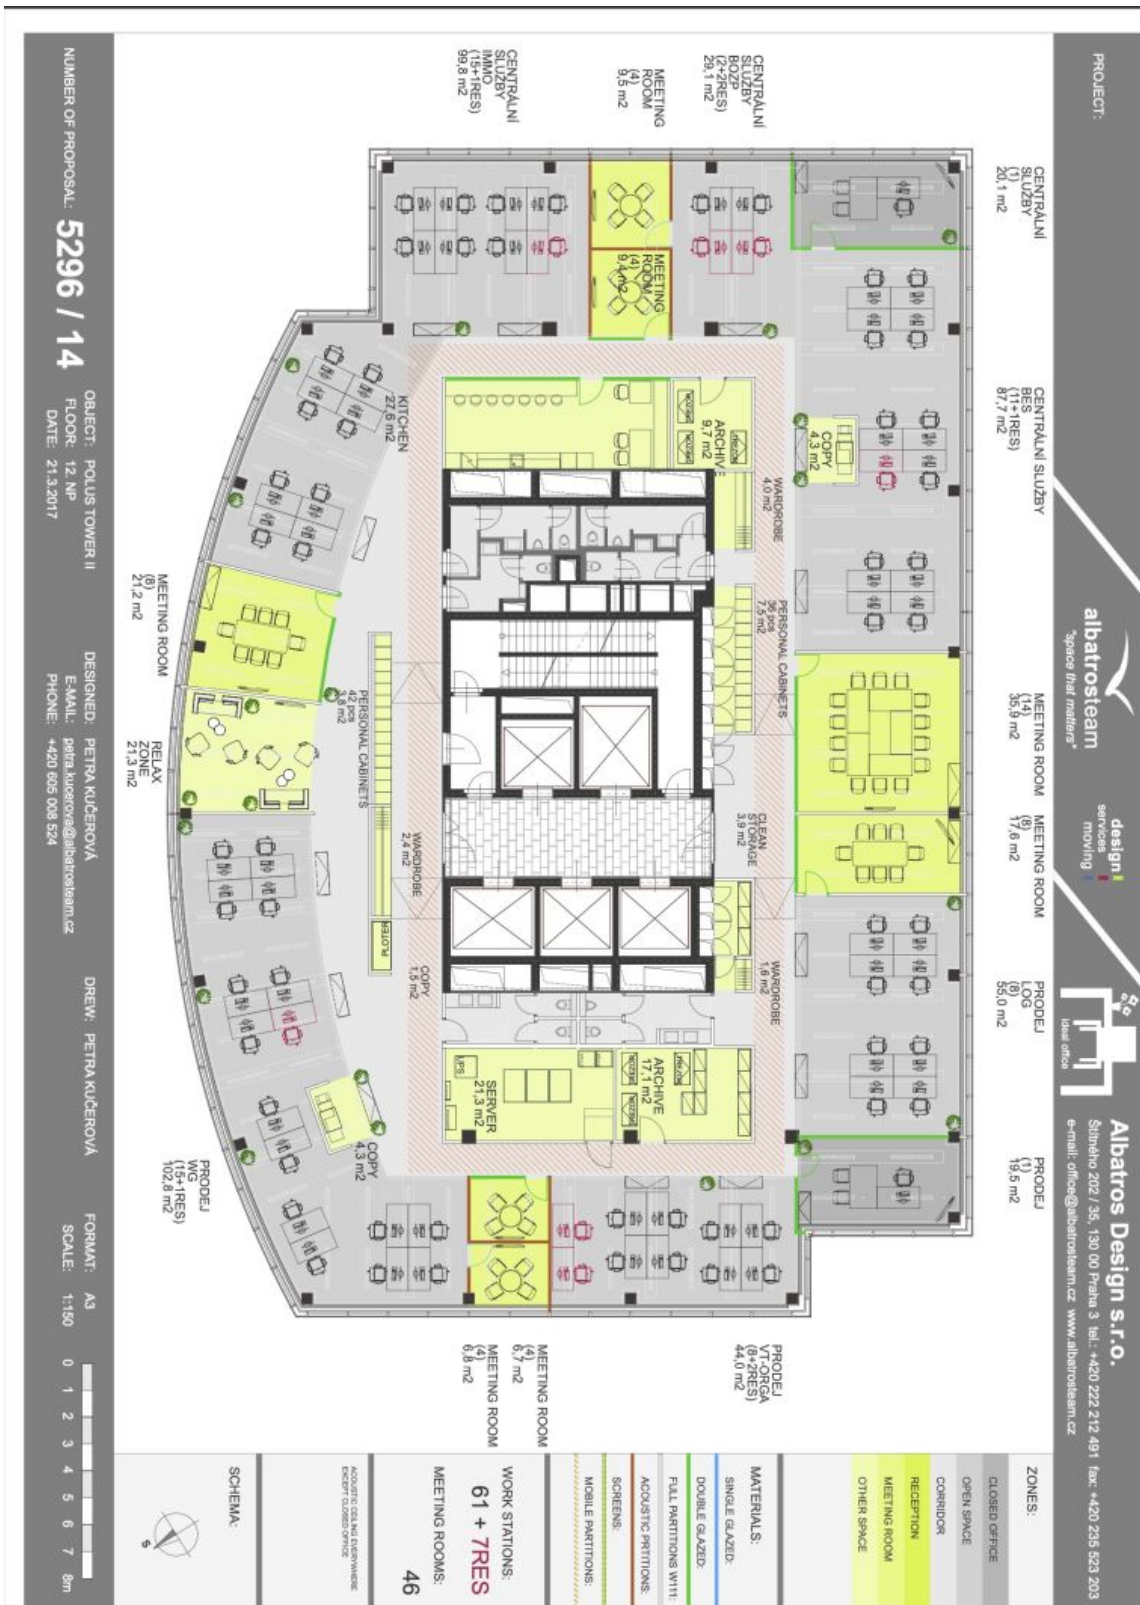 PROJECT:
albatrosteam
"space that matters"
design
services
moving
ideal office
Albatros Design s.r.o.
Štítného 202 / 35, 130 00 Praha 3 tel.: +420 222 212 491 fax: +420 235 523 203
e-mail: office@albatrosteam.cz www.albatrosteam.cz
CENTRÁLNÍ
SLUŽBY
(1)
20,1 m2
CENTRÁLNÍ SLUŽBY
BES
(11+1RES)
87,7 m2
MEETING ROOM
(14)
35,9 m2
MEETING ROOM
(8)
17,6 m2
PRODEJ
LOG
(8)
55,0 m2
PRODEJ
(1)
19,5 m2
CENTRÁLNÍ
SLUŽBY
BOZP
(2+2RES)
29,1 m2
MEETING
ROOM
(4)
9,5 m2
CENTRÁLNÍ
SLUŽBY
IMMO
(15+1RES)
99,8 m2
MEETING
ROOM
(4)
9,4 m2
COPY
4,3 m2
ARCHIVE
9,7 m2
WARDROBE
4,0 m2
KITCHEN
27,6 m2
PERSONAL CABINETS
36 pcs
7,5 m2
CLEAN
STORAGE
3,9 m2
WARDROBE
1,6 m2
PERSONAL CABINETS
42 pcs
3,8 m2
WARDROBE
2,4 m2
PLOTER
COPY
1,5 m2
ARCHIVE
17,1 m2
SERVER
21,3 m2
UPS
COPY
4,3 m2
MEETING ROOM
(8)
21,2 m2
RELAX
ZONE
21,3 m2
PRODEJ
WG
(15+1RES)
102,8 m2
PRODEJ
VT-ORGA
(8+2RES)
44,0 m2
MEETING ROOM
(4)
6,7 m2
MEETING ROOM
(4)
6,8 m2
ZONES:
CLOSED OFFICE
OPEN SPACE
CORRIDOR
RECEPTION
MEETING ROOM
OTHER SPACE
MATERIALS:
SINGLE GLAZED:
DOUBLE GLAZED:
FULL PARTITIONS W111:
ACOUSTIC PRTITIONS:
SCREENS:
MOBILE PARTITIONS:
WORK STATIONS:
61 + 7RES
MEETING ROOMS:
46
ACOUSTIC CEILING EVERYWHERE
EXCEPT CLOSED OFFICE
SCHEMA:
S
NUMBER OF PROPOSAL: 5296 / 14
OBJECT: POLUS TOWER II
FLOOR: 12. NP
DATE: 21.3.2017
DESIGNED: PETRA KUČEROVÁ
E-MAIL: petra.kucerova@albatrosteam.cz
PHONE: +420 605 008 524
DREW: PETRA KUČEROVÁ
FORMAT: A3
SCALE: 1:150
0 1 2 3 4 5 6 7 8m